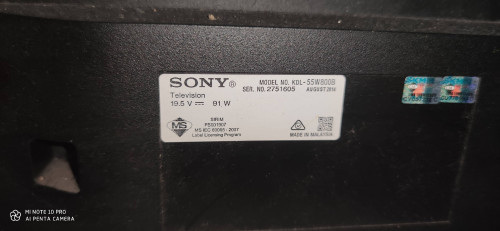 SONY®
MODEL NO. KDL-55W800B
Television
SER. NO. 2751605
AUGUST 2014
19.5 V ⎓ 91 W
SIRIM
MS
MS IEC 60065 : 2007
Label Licensing Program
MADE IN MALAYSIA
MI NOTE 10 PRO
AI PENTA CAMERA